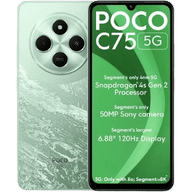 POCO
C75
5G
Segment's only 4nm 5G
Snapdragon 4s Gen 2
Processor
Segment's only
50MP Sony camera
Segment's largest
6.88" 120Hz Display
POCO